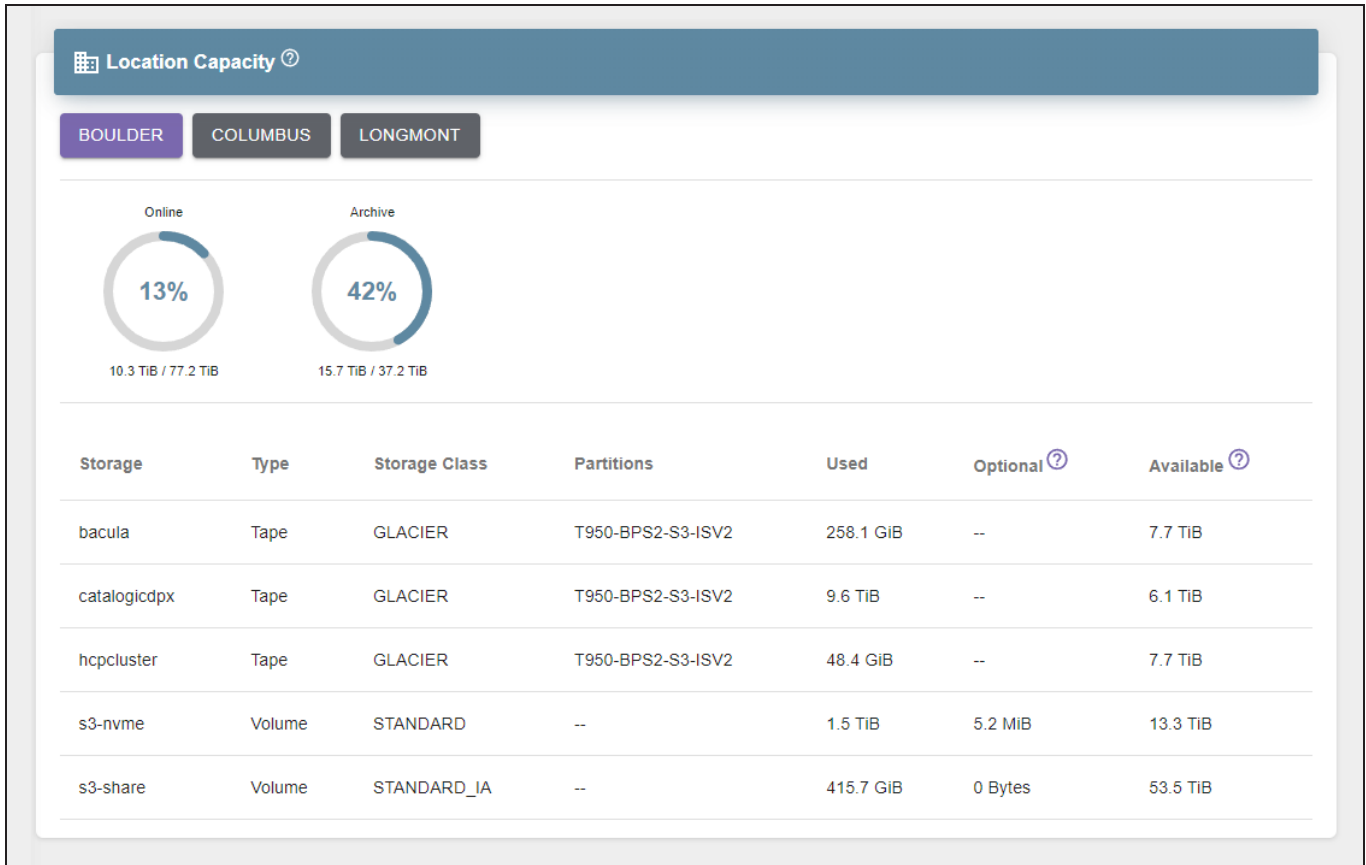 Location Capacity ?
BOULDER COLUMBUS LONGMONT
Online Archive
13% 42%
10.3 TiB / 77.2 TiB 15.7 TiB / 37.2 TiB
Storage Type Storage Class Partitions Used Optional ? Available ?
bacula Tape GLACIER T950-BPS2-S3-ISV2 258.1 GiB -- 7.7 TiB
catalogicdpx Tape GLACIER T950-BPS2-S3-ISV2 9.6 TiB -- 6.1 TiB
hcpcluster Tape GLACIER T950-BPS2-S3-ISV2 48.4 GiB -- 7.7 TiB
s3-nvme Volume STANDARD -- 1.5 TiB 5.2 MiB 13.3 TiB
s3-share Volume STANDARD_IA -- 415.7 GiB 0 Bytes 53.5 TiB